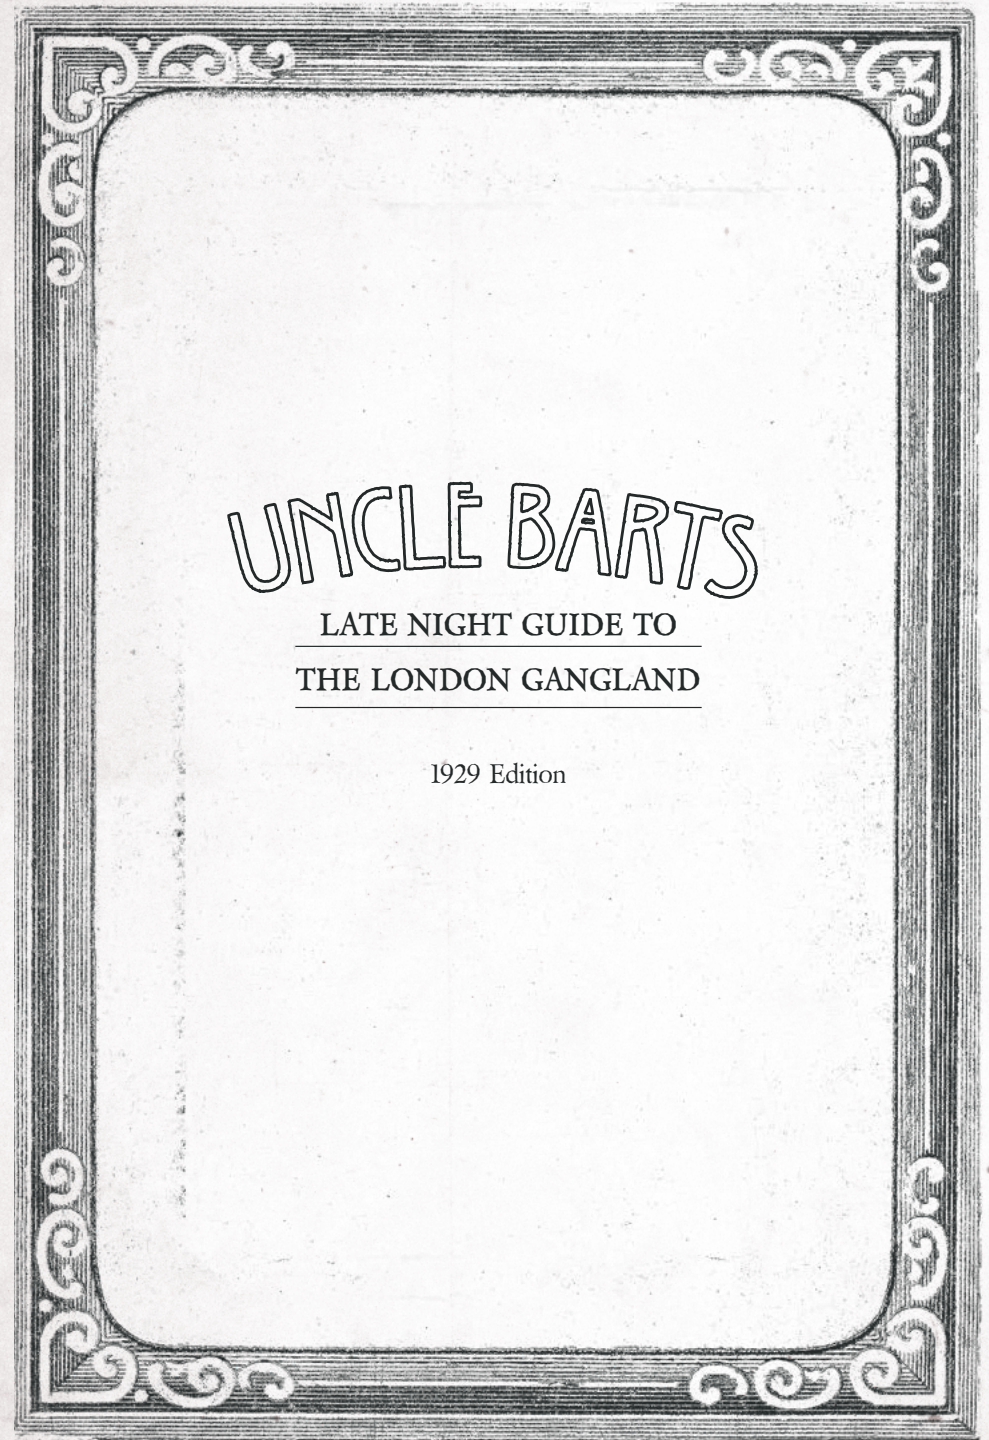 UNCLE BARTS
LATE NIGHT GUIDE TO
THE LONDON GANGLAND
1929 Edition